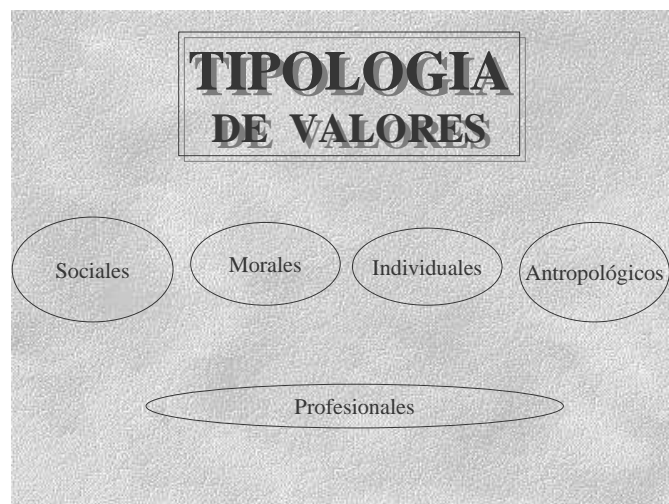 TIPOLOGIA
DE VALORES
Sociales
Morales
Individuales
Antropológicos
Profesionales